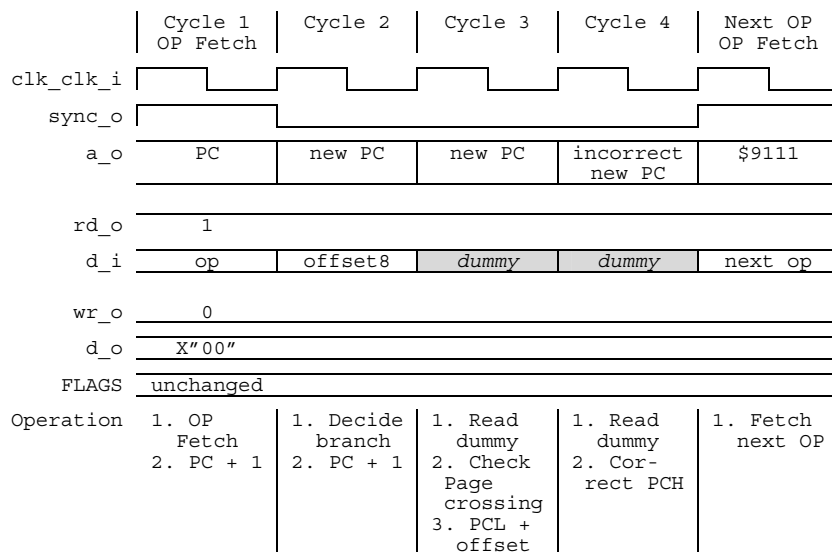 Cycle 1 Cycle 2 Cycle 3 Cycle 4 Next OP
OP Fetch OP Fetch
clk_clk_i
sync_o
a_o PC new PC new PC incorrect $9111
new PC
rd_o 1
d_i op offset8 dummy dummy next op
wr_o 0
d_o X"00"
FLAGS unchanged
Operation 1. OP 1. Decide 1. Read 1. Read 1. Fetch
Fetch branch dummy dummy next OP
2. PC + 1 2. PC + 1 2. Check 2. Cor-
Page rect PCH
crossing
3. PCL +
offset